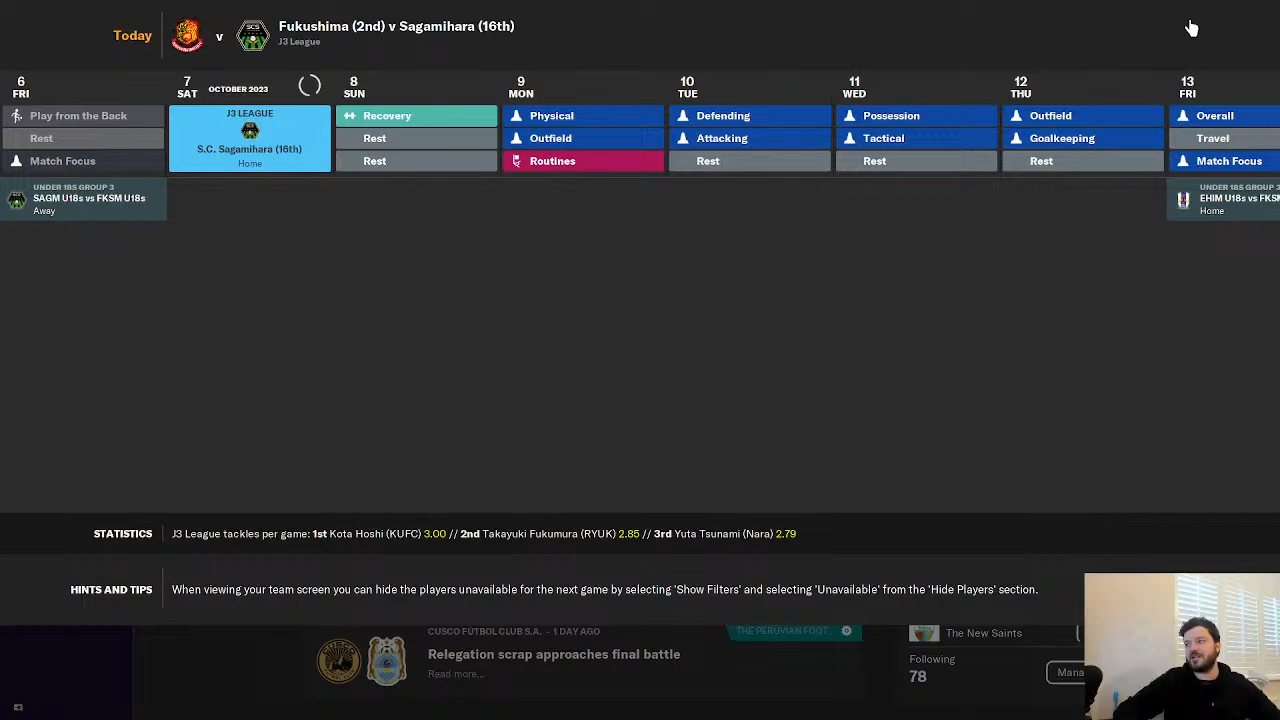 Today
v
Fukushima (2nd) v Sagamihara (16th)
J3 League
6
FRI
7
SAT
OCTOBER 2023
8
SUN
9
MON
10
TUE
11
WED
12
THU
13
FRI
Play from the Back
Rest
Match Focus
J3 LEAGUE
S.C. Sagamihara (16th)
Home
Recovery
Rest
Rest
Physical
Outfield
Routines
Defending
Attacking
Rest
Possession
Tactical
Rest
Outfield
Goalkeeping
Rest
Overall
Travel
Match Focus
UNDER 18S GROUP 3
SAGM U18s vs FKSM U18s
Away
UNDER 18S GROUP 3
EHIM U18s vs FKSM
Home
STATISTICS
J3 League tackles per game: 1st Kota Hoshi (KUFC) 3.00 // 2nd Takayuki Fukumura (RYUK) 2.85 // 3rd Yuta Tsunami (Nara) 2.79
HINTS AND TIPS
When viewing your team screen you can hide the players unavailable for the next game by selecting 'Show Filters' and selecting 'Unavailable' from the 'Hide Players' section.
CUSCO FÚTBOL CLUB S.A. - 1 DAY AGO
THE PERUVIAN FOOT...
Relegation scrap approaches final battle
Read more...
The New Saints
Following
78
Mana